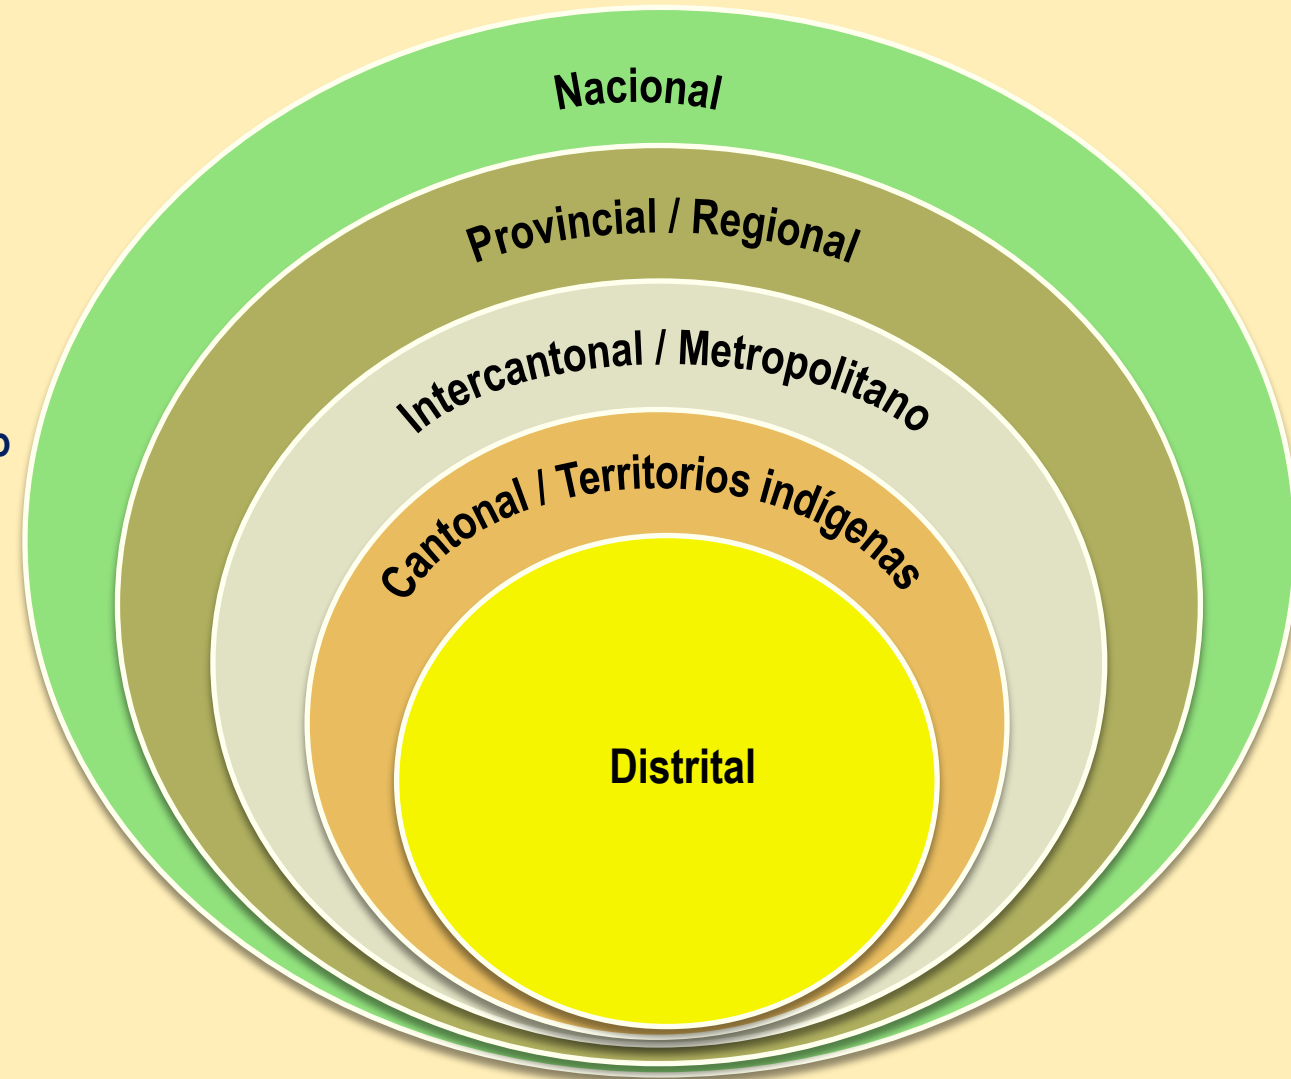 Nacional
Provincial / Regional
Intercantonal / Metropolitano
Cantonal / Territorios indígenas
Distrital